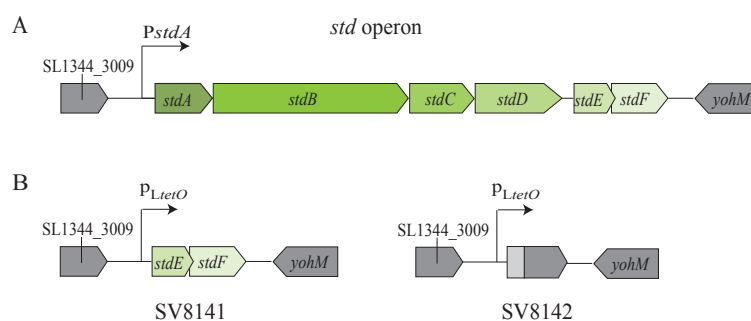 A
PstdA
std operon
SL1344_3009
stdA
stdB
stdC
stdD
stdE
stdF
yohM
B
pLtetO
SL1344_3009
stdE
stdF
yohM
SV8141
pLtetO
SL1344_3009
yohM
SV8142